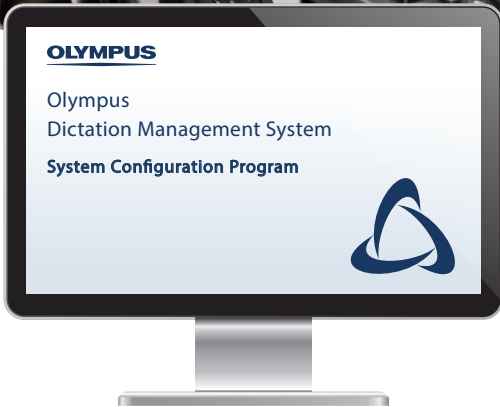 OLYMPUS
Olympus
Dictation Management System
System Configuration Program